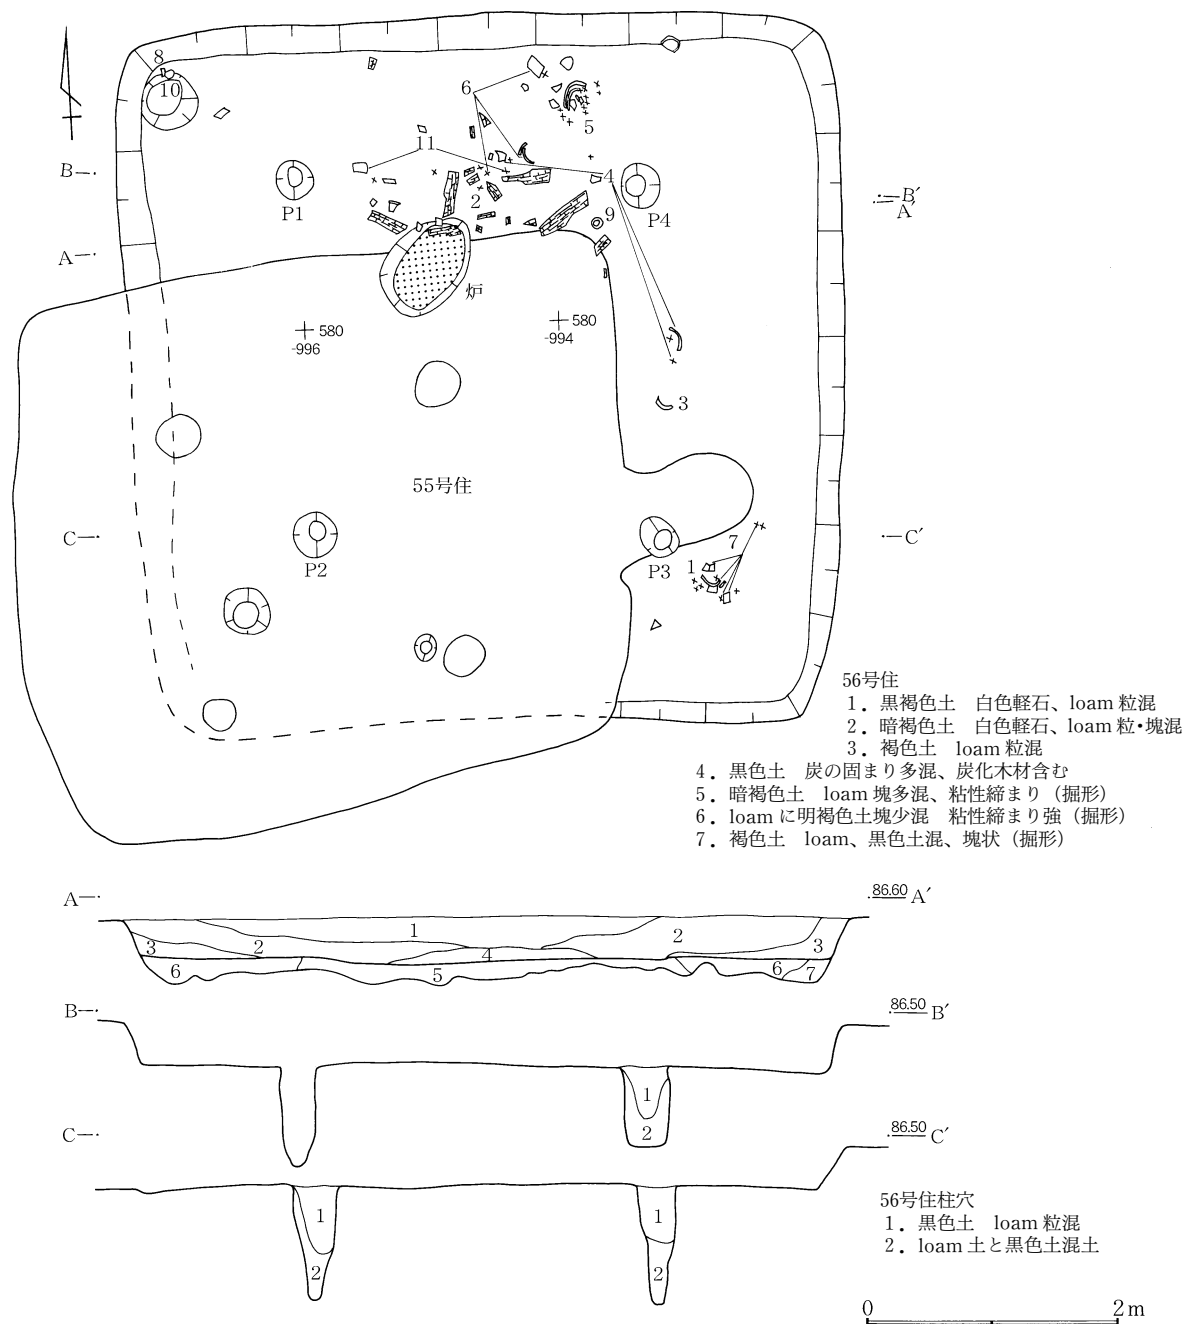 8
10
6
5
B
11
4
B′
A′
P1
2
9
P4
A
炉
580
-996
580
-994
3
55号住
C
7
C′
P2
1
P3
56号住
1．黒褐色土　白色軽石、loam 粒混
2．暗褐色土　白色軽石、loam 粒・塊混
3．褐色土　loam 粒混
4．黒色土　炭の固まり多混、炭化木材含む
5．暗褐色土　loam 塊多混、粘性締まり（掘形）
6．loam に明褐色土塊少混　粘性締まり強（掘形）
7．褐色土　loam、黒色土混、塊状（掘形）
A
86.60 A′
1
2
2
3
3
4
6
5
6
7
B
86.50 B′
1
2
C
86.50 C′
1
1
2
2
56号住柱穴
1．黒色土　loam 粒混
2．loam 土と黒色土混土
0
2m